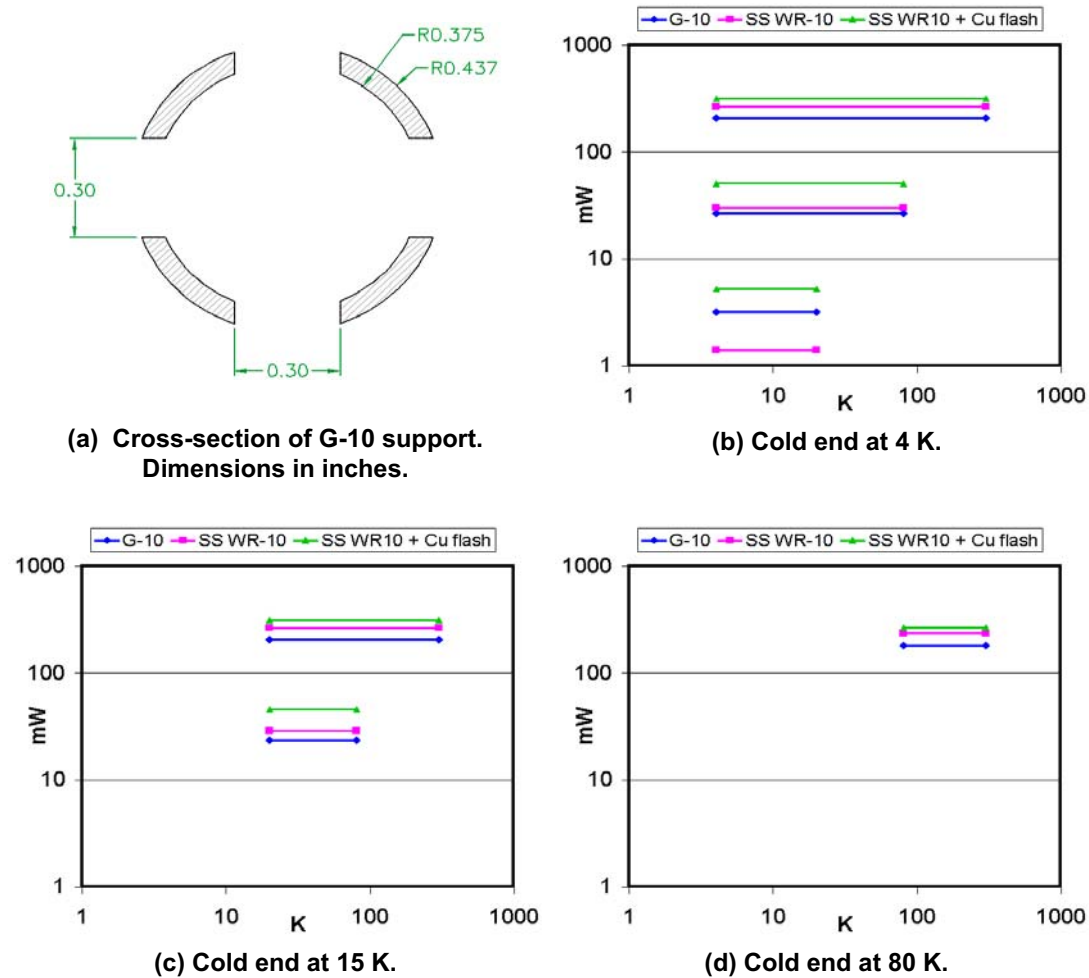 R0.375
R0.437
0.30
0.30
(a) Cross-section of G-10 support.
Dimensions in inches.
G-10 SS WR-10 SS WR10 + Cu flash
1000
100
10
1
mW
1 10 100 1000
K
(b) Cold end at 4 K.
G-10 SS WR-10 SS WR10 + Cu flash
1000
100
10
1
mW
1 10 100 1000
K
(c) Cold end at 15 K.
G-10 SS WR-10 SS WR10 + Cu flash
1000
100
10
1
mW
1 10 100 1000
K
(d) Cold end at 80 K.